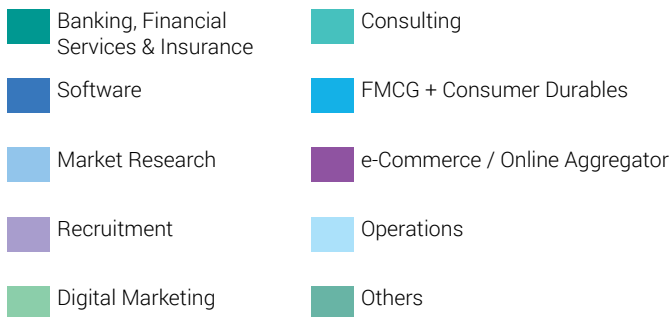 Banking, Financial
Services & Insurance
Consulting
Software
FMCG + Consumer Durables
Market Research
e-Commerce / Online Aggregator
Recruitment
Operations
Digital Marketing
Others